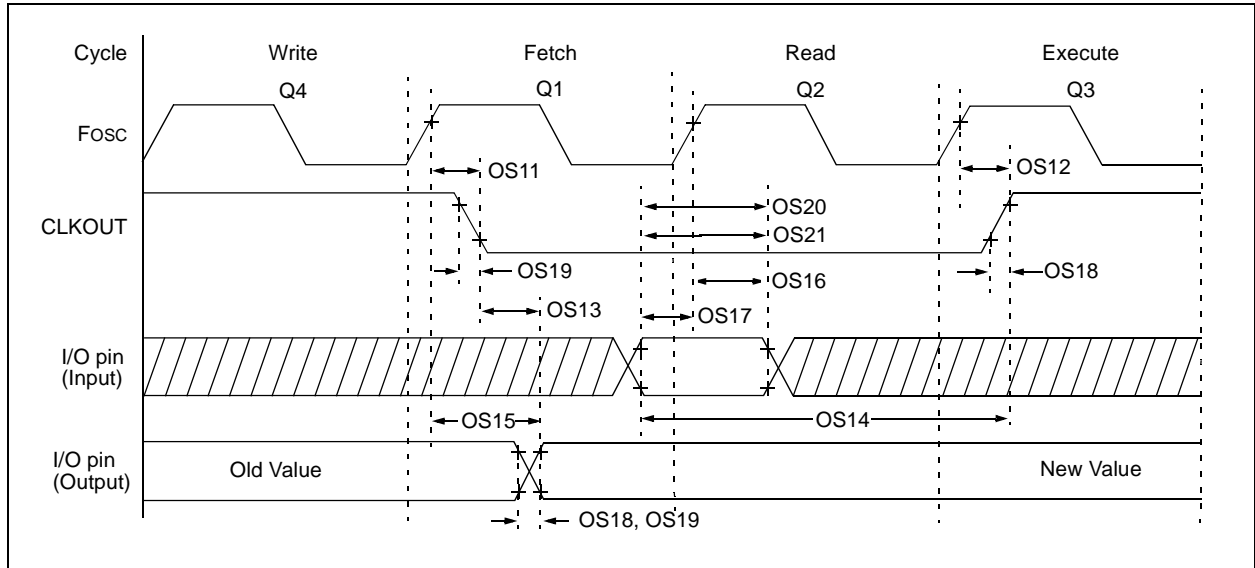 Cycle Write Fetch Read Execute
Q4 Q1 Q2 Q3
FOSC
OS11 OS12
CLKOUT
OS20
OS21
OS19 OS18
OS16
OS13 OS17
I/O pin
(Input)
OS15 OS14
I/O pin
(Output)
Old Value New Value
OS18, OS19